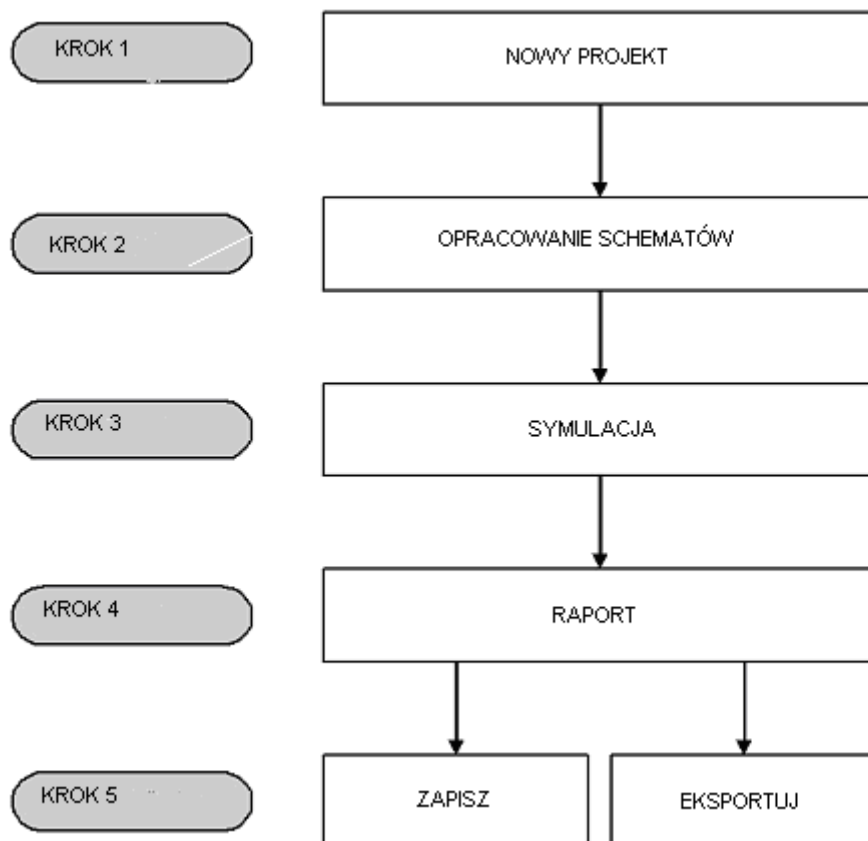 KROK 1
NOWY PROJEKT
KROK 2
OPRACOWANIE SCHEMATÓW
KROK 3
SYMULACJA
KROK 4
RAPORT
KROK 5
ZAPISZ
EKSPORTUJ